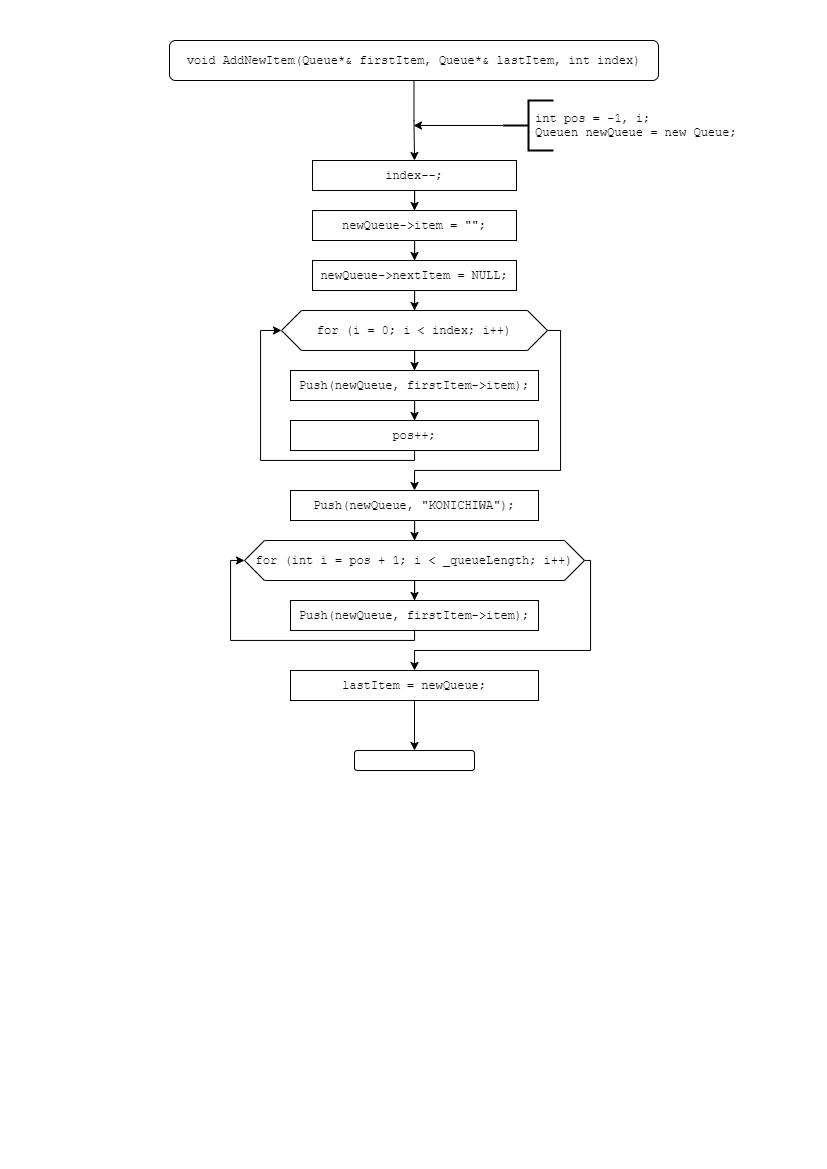 void AddNewItem(Queue*& firstItem, Queue*& lastItem, int index)
int pos = -1, i;
Queuen newQueue = new Queue;
index--;
newQueue->item = "";
newQueue->nextItem = NULL;
for (i = 0; i < index; i++)
Push(newQueue, firstItem->item);
pos++;
Push(newQueue, "KONICHIWA");
for (int i = pos + 1; i < _queueLength; i++)
Push(newQueue, firstItem->item);
lastItem = newQueue;